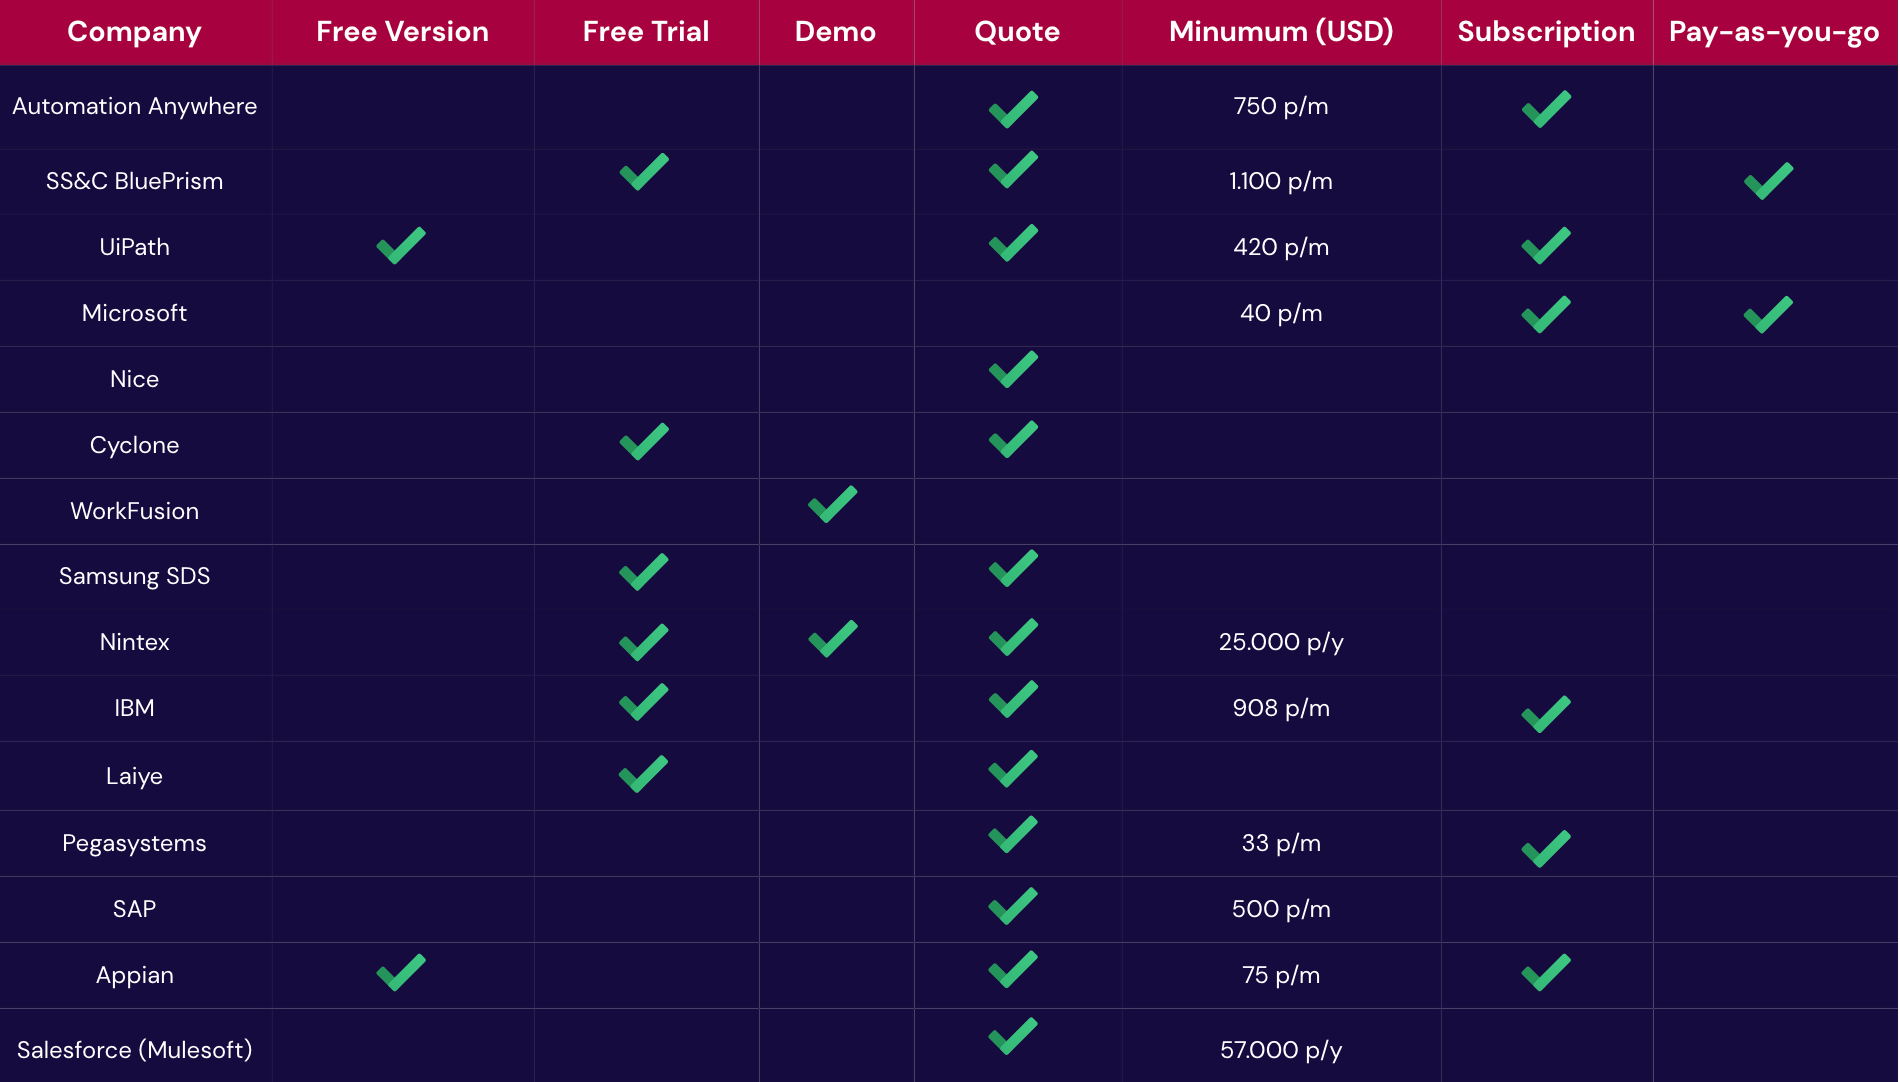 Company Free Version Free Trial Demo Quote Minumum (USD) Subscription Pay-as-you-go
Automation Anywhere 750 p/m
SS&C BluePrism 1.100 p/m
UiPath 420 p/m
Microsoft 40 p/m
Nice
Cyclone
WorkFusion
Samsung SDS
Nintex 25.000 p/y
IBM 908 p/m
Laiye
Pegasystems 33 p/m
SAP 500 p/m
Appian 75 p/m
Salesforce (Mulesoft) 57.000 p/y